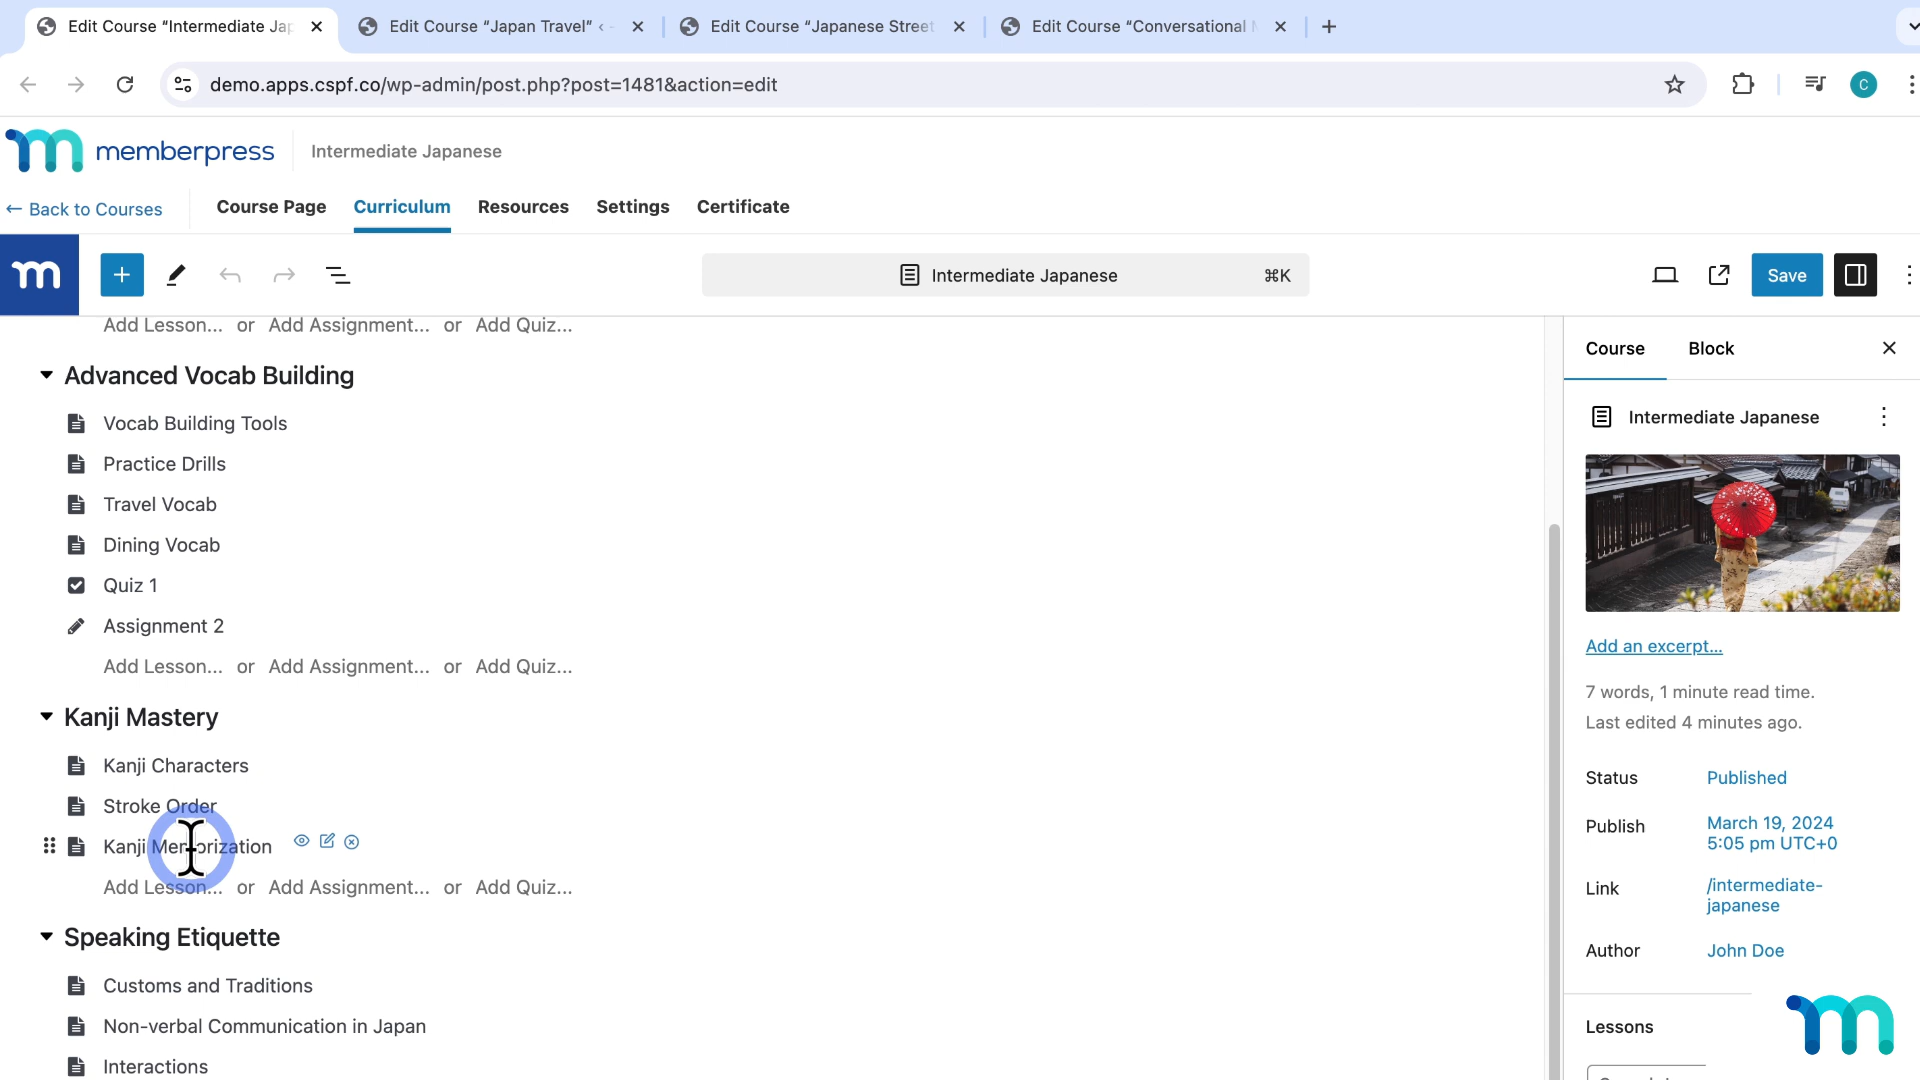 Edit Course “Intermediate Jap
Edit Course “Japan Travel” ‹ -
Edit Course “Japanese Street
Edit Course “Conversational
demo.apps.cspf.co/wp-admin/post.php?post=1481&action=edit
C
memberpress
Intermediate Japanese
← Back to Courses
Course Page
Curriculum
Resources
Settings
Certificate
Intermediate Japanese
⌘K
Save
Add Lesson... or Add Assignment... or Add Quiz...
Advanced Vocab Building
Vocab Building Tools
Practice Drills
Travel Vocab
Dining Vocab
Quiz 1
Assignment 2
Add Lesson... or Add Assignment... or Add Quiz...
Kanji Mastery
Kanji Characters
Stroke Order
Kanji Memorization
Add Lesson... or Add Assignment... or Add Quiz...
Speaking Etiquette
Customs and Traditions
Non-verbal Communication in Japan
Interactions
Course
Block
Intermediate Japanese
Add an excerpt...
7 words, 1 minute read time.
Last edited 4 minutes ago.
Status
Published
Publish
March 19, 2024
5:05 pm UTC+0
Link
/intermediate-
japanese
Author
John Doe
Lessons